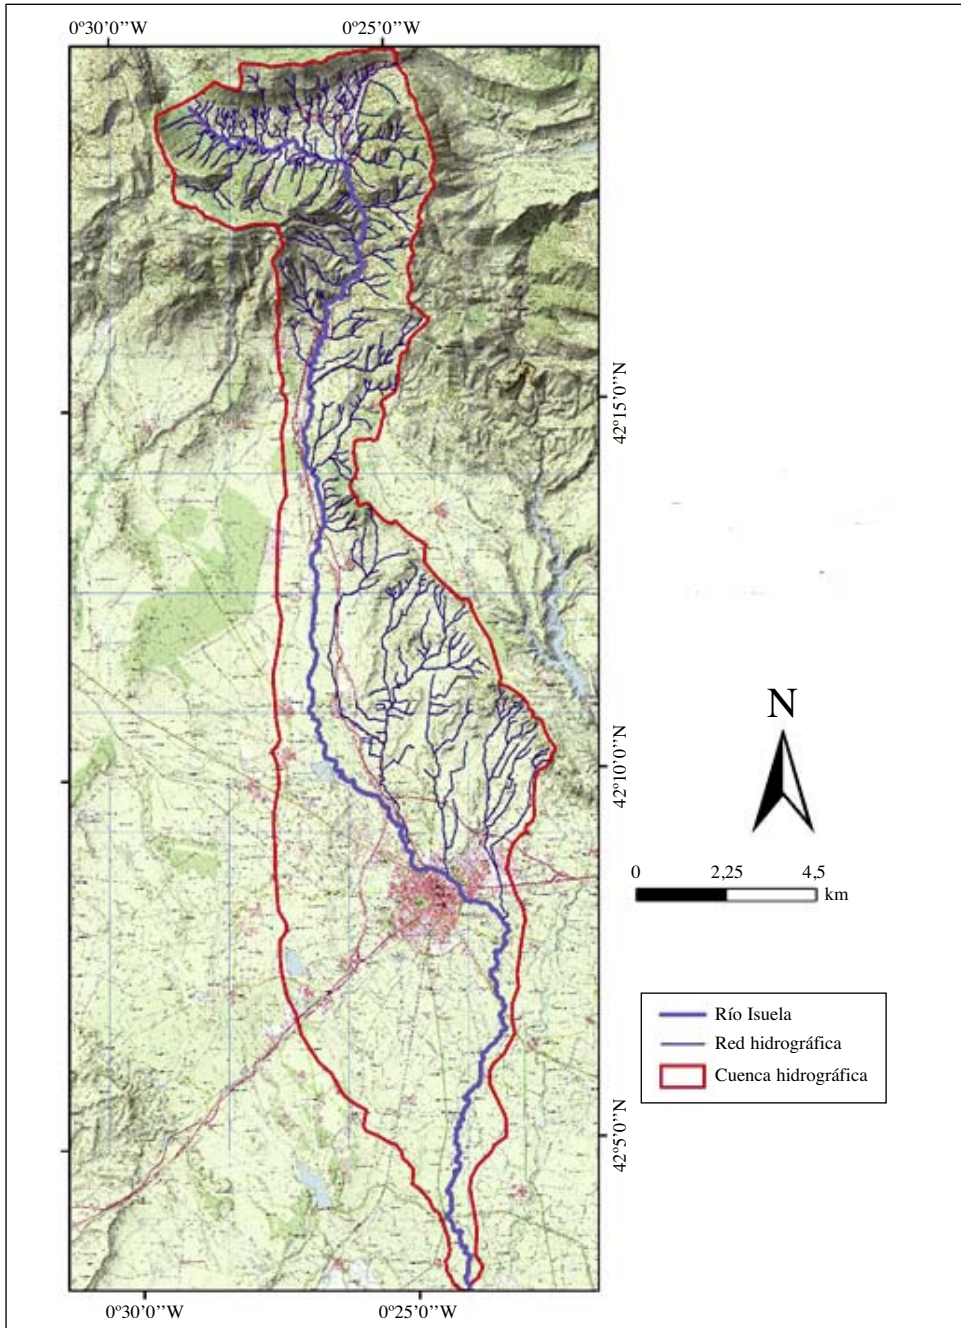 0º30’0’’W
0º25’0’’W
42º15’0’’N
42º10’0’’N
N
0
2,25
4,5
km
Río Isuela
Red hidrográfica
Cuenca hidrográfica
42º5’0’’N
0º30’0’’W
0º25’0’’W